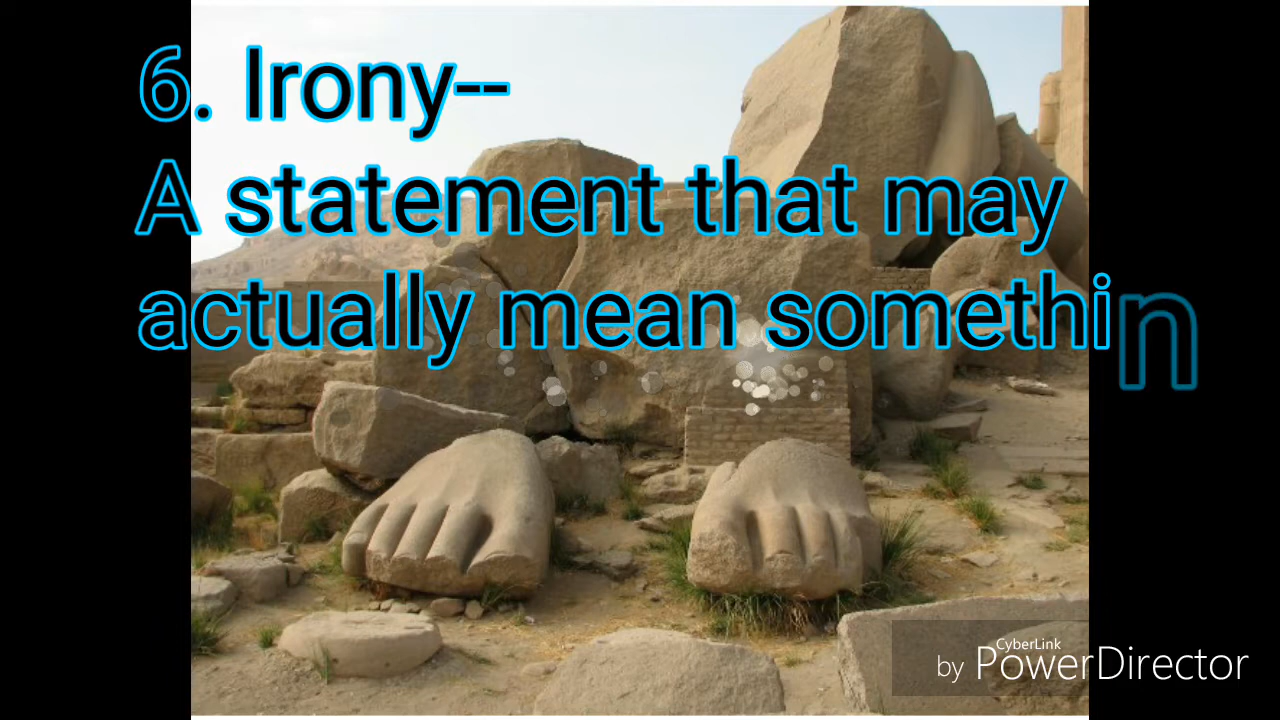 6. Irony--
A statement that may
actually mean somethin
CyberLink
by PowerDirector